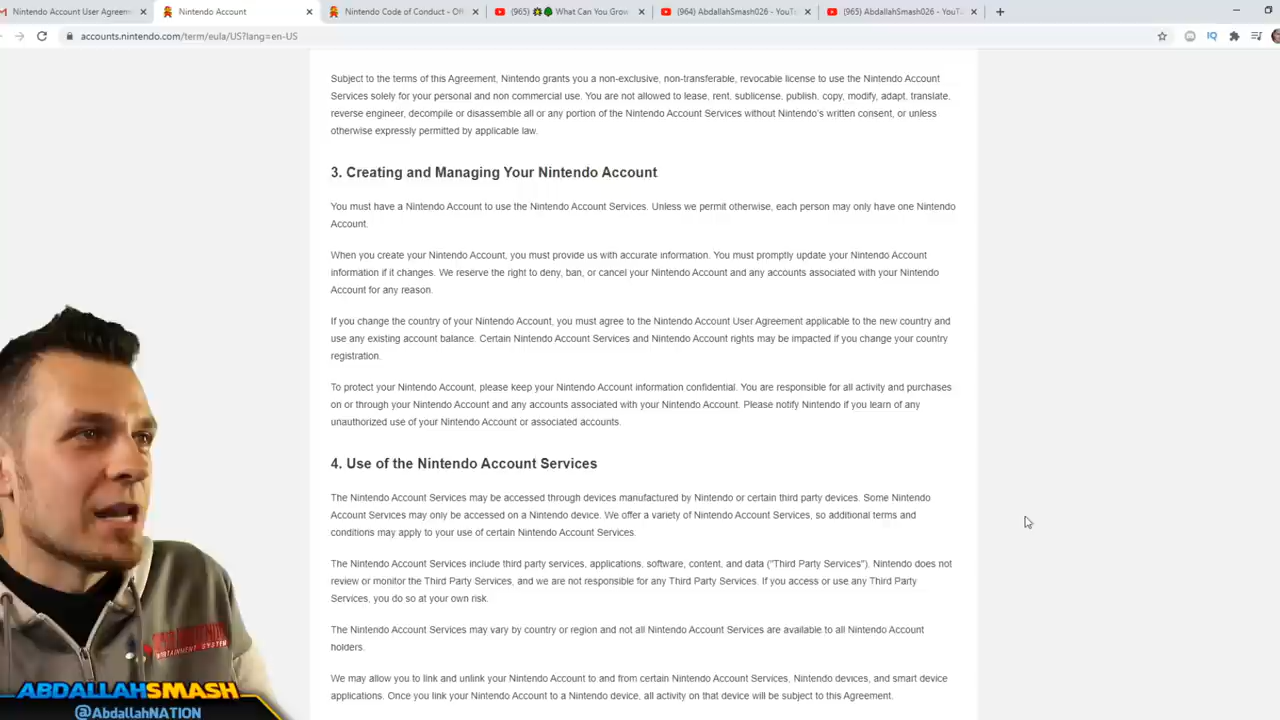 Nintendo Account User Agreem
Nintendo Account
Nintendo Code of Conduct - Of
(965) What Can You Grow
(964) AbdallahSmash026 - YouT
(965) AbdallahSmash026 - YouT
accounts.nintendo.com/term/eula/US?lang=en-US
Subject to the terms of this Agreement, Nintendo grants you a non-exclusive, non-transferable, revocable license to use the Nintendo Account
Services solely for your personal and non commercial use. You are not allowed to lease, rent, sublicense, publish, copy, modify, adapt, translate,
reverse engineer, decompile or disassemble all or any portion of the Nintendo Account Services without Nintendo's written consent, or unless
otherwise expressly permitted by applicable law.
3. Creating and Managing Your Nintendo Account
You must have a Nintendo Account to use the Nintendo Account Services. Unless we permit otherwise, each person may only have one Nintendo
Account.
When you create your Nintendo Account, you must provide us with accurate information. You must promptly update your Nintendo Account
information if it changes. We reserve the right to deny, ban, or cancel your Nintendo Account and any accounts associated with your Nintendo
Account for any reason.
If you change the country of your Nintendo Account, you must agree to the Nintendo Account User Agreement applicable to the new country and
use any existing account balance. Certain Nintendo Account Services and Nintendo Account rights may be impacted if you change your country
registration.
To protect your Nintendo Account, please keep your Nintendo Account information confidential. You are responsible for all activity and purchases
on or through your Nintendo Account and any accounts associated with your Nintendo Account. Please notify Nintendo if you learn of any
unauthorized use of your Nintendo Account or associated accounts.
4. Use of the Nintendo Account Services
The Nintendo Account Services may be accessed through devices manufactured by Nintendo or certain third party devices. Some Nintendo
Account Services may only be accessed on a Nintendo device. We offer a variety of Nintendo Account Services, so additional terms and
conditions may apply to your use of certain Nintendo Account Services.
The Nintendo Account Services include third party services, applications, software, content, and data ("Third Party Services"). Nintendo does not
review or monitor the Third Party Services, and we are not responsible for any Third Party Services. If you access or use any Third Party
Services, you do so at your own risk.
The Nintendo Account Services may vary by country or region and not all Nintendo Account Services are available to all Nintendo Account
holders.
We may allow you to link and unlink your Nintendo Account to and from certain Nintendo Account Services, Nintendo devices, and smart device
applications. Once you link your Nintendo Account to a Nintendo device, all activity on that device will be subject to this Agreement.
ABDALLAHSMASH
@AbdallahNATION